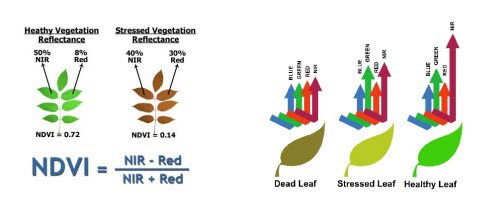 Heathy Vegetation
Reflectance
50%
NIR
8%
Red
NDVI = 0.72
Stressed Vegetation
Reflectance
40%
NIR
30%
Red
NDVI = 0.14
NDVI = NIR - Red
NIR + Red
BLUE
GREEN
RED
NIR
Dead Leaf
BLUE
GREEN
RED
NIR
Stressed Leaf
BLUE
GREEN
RED
NIR
Healthy Leaf